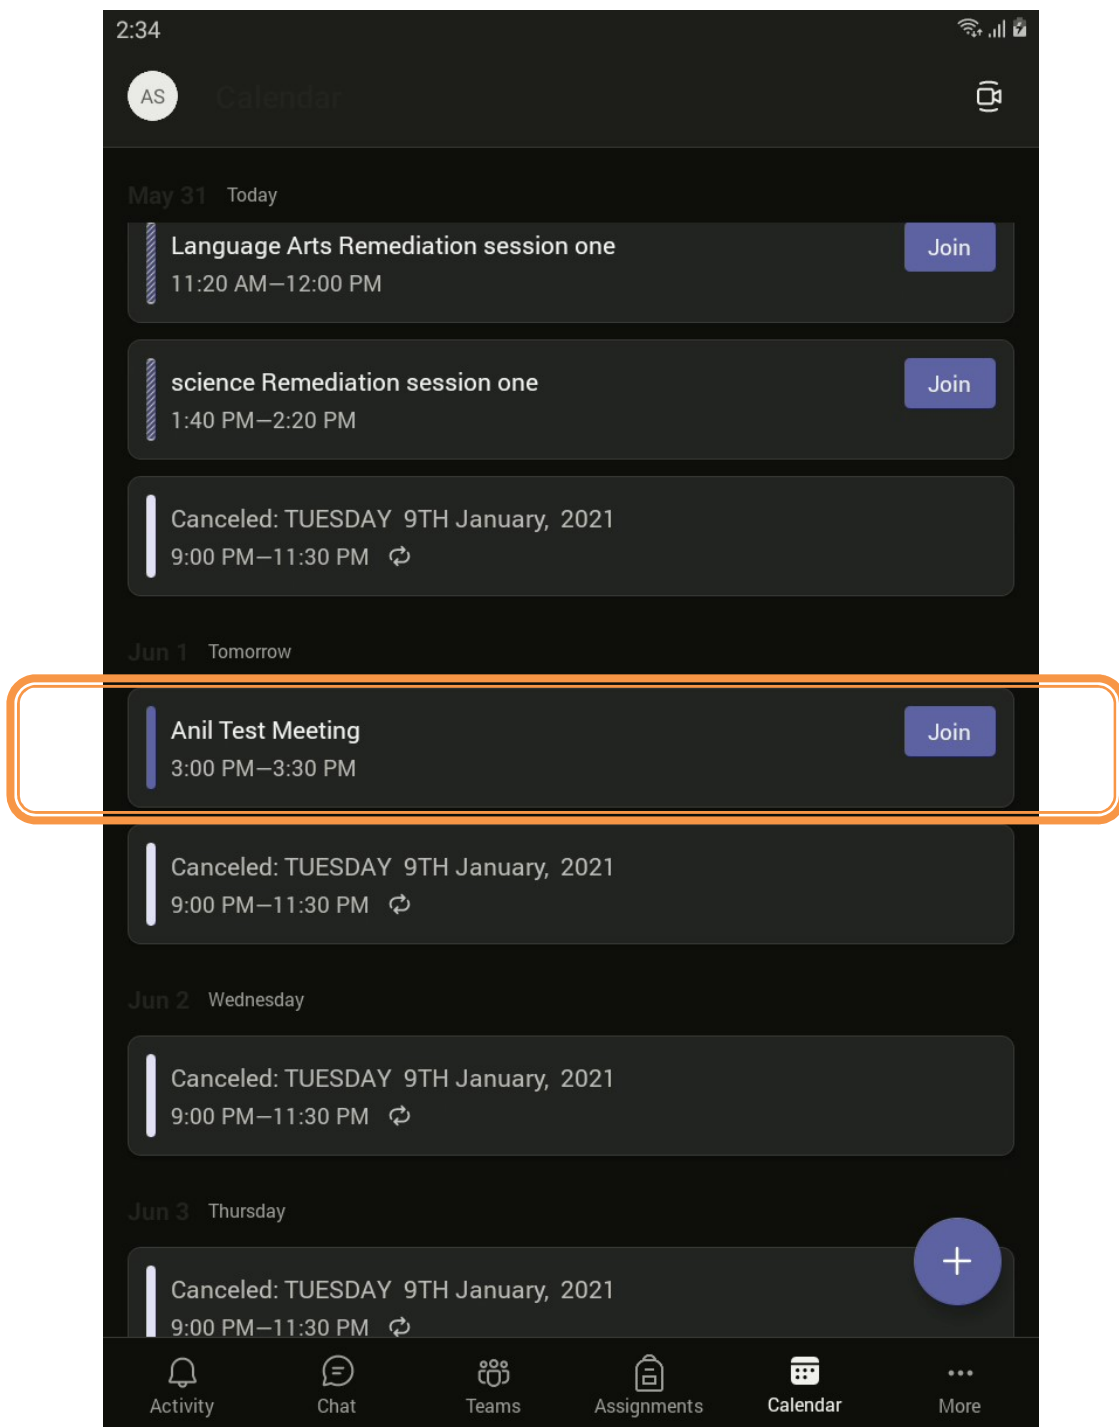 2:34
AS
Calendar
May 31 Today
Language Arts Remediation session one
Join
11:20 AM—12:00 PM
science Remediation session one
Join
1:40 PM—2:20 PM
Canceled: TUESDAY 9TH January, 2021
9:00 PM—11:30 PM
Jun 1 Tomorrow
Anil Test Meeting
Join
3:00 PM—3:30 PM
Canceled: TUESDAY 9TH January, 2021
9:00 PM—11:30 PM
Jun 2 Wednesday
Canceled: TUESDAY 9TH January, 2021
9:00 PM—11:30 PM
Jun 3 Thursday
Canceled: TUESDAY 9TH January, 2021
9:00 PM—11:30 PM
Activity Chat Teams Assignments Calendar More